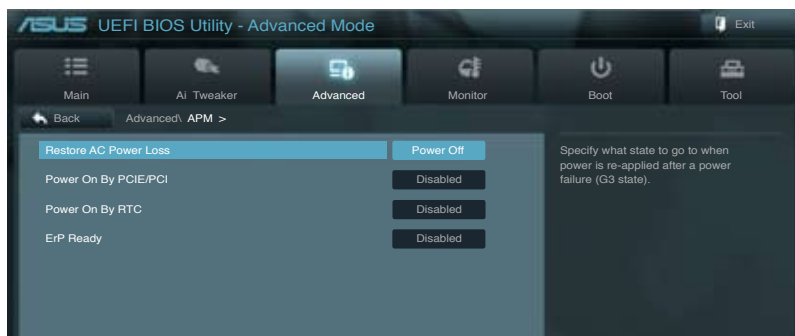 ASUS UEFI BIOS Utility - Advanced Mode
Exit
Main
Ai Tweaker
Advanced
Monitor
Boot
Tool
Back
Advanced\ APM >
Restore AC Power Loss
Power Off
Power On By PCIE/PCI
Disabled
Power On By RTC
Disabled
ErP Ready
Disabled
Specify what state to go to when
power is re-applied after a power
failure (G3 state).